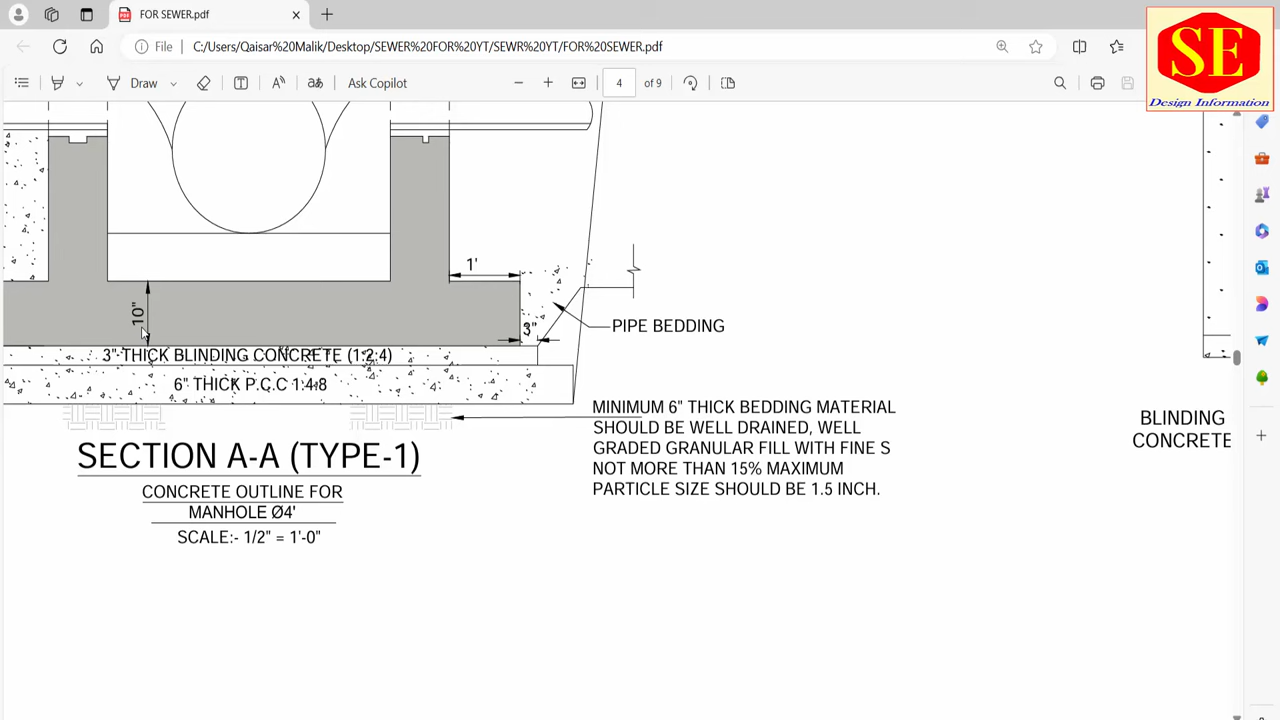 FOR SEWER.pdf
File
C:/Users/Qaisar%20Malik/Desktop/SEWER%20FOR%20YT/SEWR%20YT/FOR%20SEWER.pdf
Draw
Ask Copilot
4
of 9
SE
Design Information
1'
10"
3"
PIPE BEDDING
3" THICK BLINDING CONCRETE (1:2:4)
6" THICK P.C.C 1:4:8
MINIMUM 6" THICK BEDDING MATERIAL
SHOULD BE WELL DRAINED, WELL
GRADED GRANULAR FILL WITH FINE S
NOT MORE THAN 15% MAXIMUM
PARTICLE SIZE SHOULD BE 1.5 INCH.
BLINDING
CONCRETE
SECTION A-A (TYPE-1)
CONCRETE OUTLINE FOR
MANHOLE Ø4'
SCALE:- 1/2" = 1'-0"